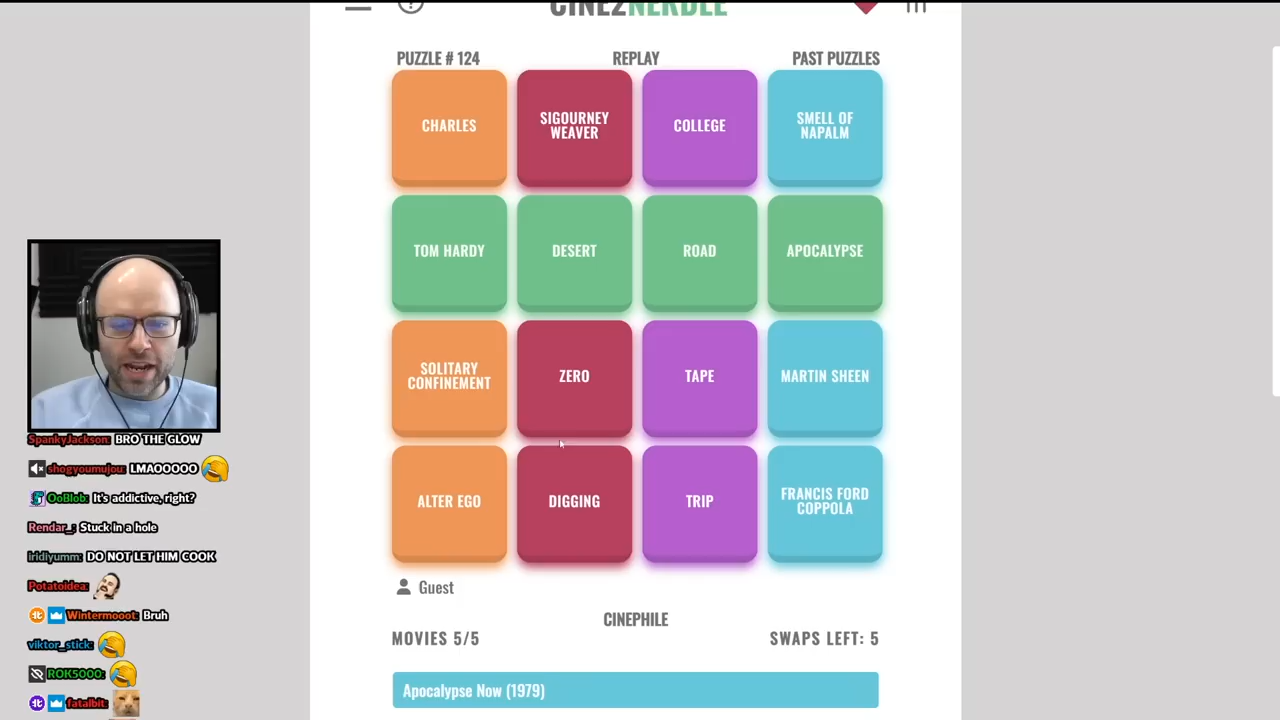 CINE2NERDLE
PUZZLE # 124
REPLAY
PAST PUZZLES
CHARLES
SIGOURNEY
WEAVER
COLLEGE
SMELL OF
NAPALM
TOM HARDY
DESERT
ROAD
APOCALYPSE
SOLITARY
CONFINEMENT
ZERO
TAPE
MARTIN SHEEN
ALTER EGO
DIGGING
TRIP
FRANCIS FORD
COPPOLA
Guest
CINEPHILE
MOVIES 5/5
SWAPS LEFT: 5
Apocalypse Now (1979)
SpankyJackson: BRO THE GLOW
shogyoumujou: LMAOOOOO
OoBlob: It's addictive, right?
Rendar_: Stuck in a hole
iridiyumm: DO NOT LET HIM COOK
Potatoidea:
Wintermooot: Bruh
viktor_stick:
ROK5000:
fatalbit: